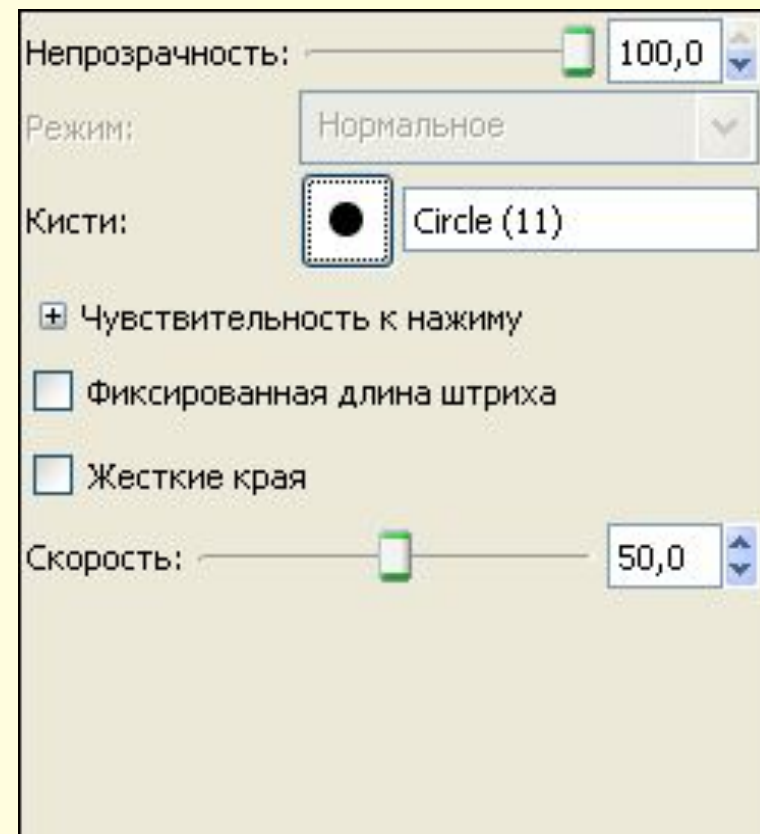 Непрозрачность: 100,0
Режим: Нормальное
Кисти: Circle (11)
Чувствительность к нажиму
Фиксированная длина штриха
Жесткие края
Скорость: 50,0